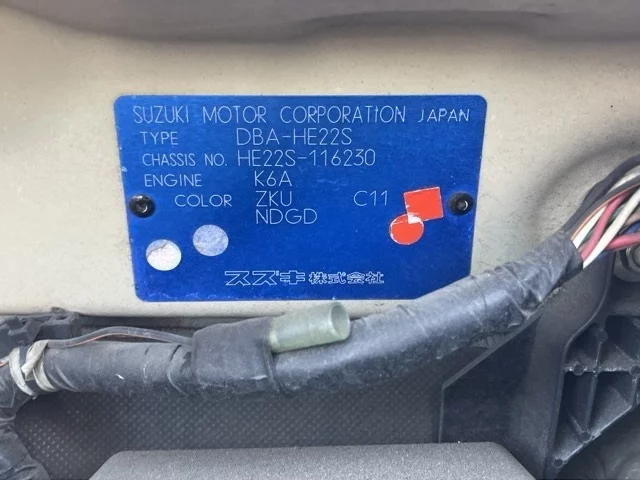 SUZUKI MOTOR CORPORATION JAPAN
TYPE DBA-HE22S
CHASSIS NO. HE22S-116230
ENGINE K6A
COLOR ZKU C11
NDGD
スズキ株式会社